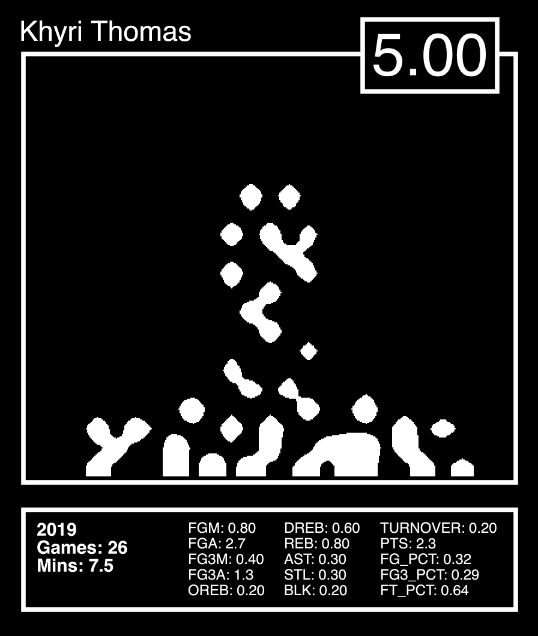 Khyri Thomas
5.00
2019
Games: 26
Mins: 7.5
FGM: 0.80
FGA: 2.7
FG3M: 0.40
FG3A: 1.3
OREB: 0.20
DREB: 0.60
REB: 0.80
AST: 0.30
STL: 0.30
BLK: 0.20
TURNOVER: 0.20
PTS: 2.3
FG_PCT: 0.32
FG3_PCT: 0.29
FT_PCT: 0.64